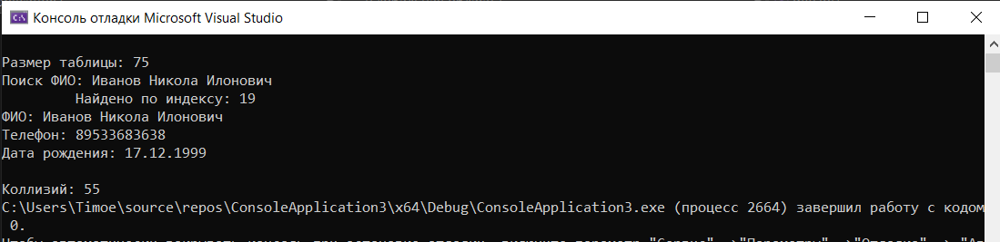 Консоль отладки Microsoft Visual Studio
Размер таблицы: 75
Поиск ФИО: Иванов Никола Илонович
Найдено по индексу: 19
ФИО: Иванов Никола Илонович
Телефон: 89533683638
Дата рождения: 17.12.1999
Коллизий: 55
C:\Users\Timoe\source\repos\ConsoleApplication3\x64\Debug\ConsoleApplication3.exe (процесс 2664) завершил работу с кодом
0.